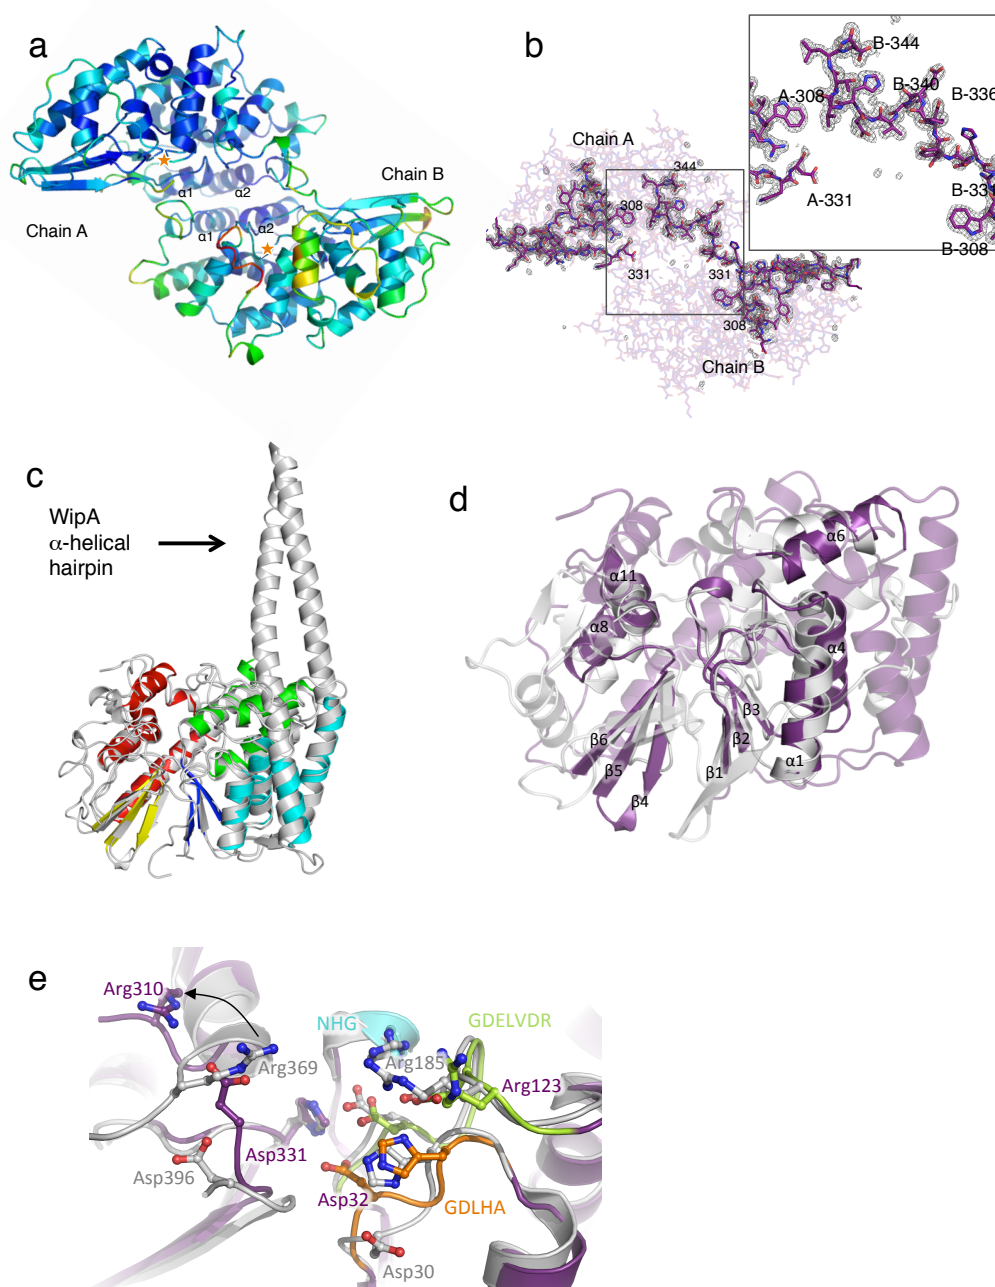 a
Chain B
α1
α2
Chain A
α1
α2
b
B-344
A-308
B-340
B-336
A-331
B-33
B-308
Chain A
344
308
331
331
308
Chain B
c
WipA
α-helical
hairpin
d
α6
α11
α8
α4
β3
β6
β2
β5
β1
α1
β4
e
Arg310
NHG
GDELVDR
Arg369
Arg185
Arg123
Asp331
Asp396
Asp32
GDLHA
Asp30